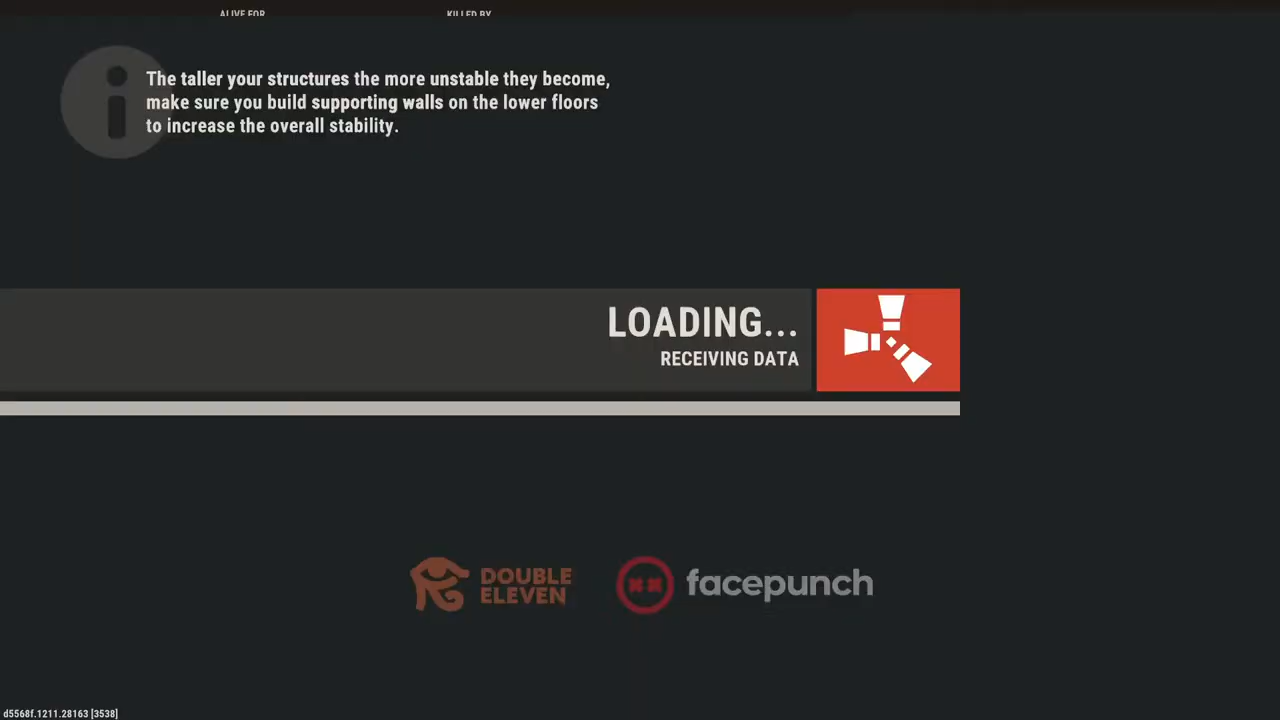 ALIVE FOR KILLED BY
The taller your structures the more unstable they become,
make sure you build supporting walls on the lower floors
to increase the overall stability.
LOADING...
RECEIVING DATA
DOUBLE
ELEVEN
facepunch
d5568f.1211.28163 [3538]